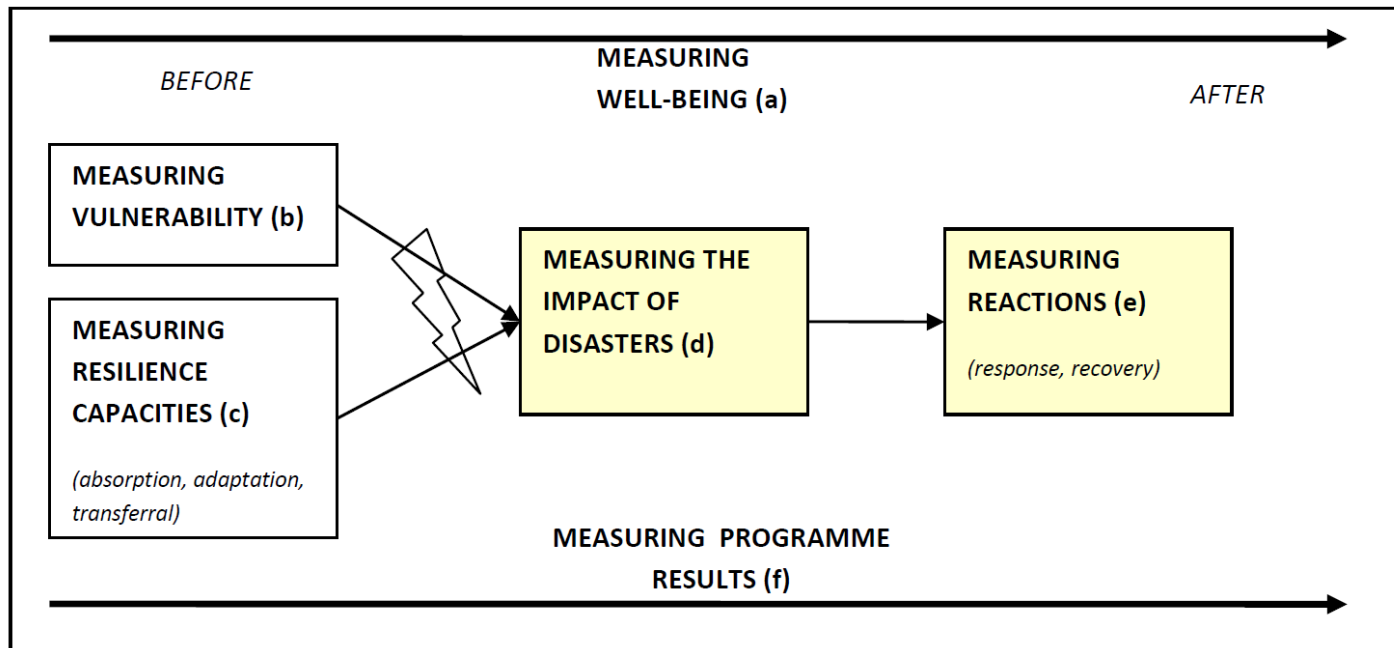 MEASURING
WELL-BEING (a)
BEFORE
AFTER
MEASURING
VULNERABILITY (b)
MEASURING
RESILIENCE
CAPACITIES (c)
(absorption, adaptation,
transferral)
MEASURING THE
IMPACT OF
DISASTERS (d)
MEASURING
REACTIONS (e)
(response, recovery)
MEASURING PROGRAMME
RESULTS (f)